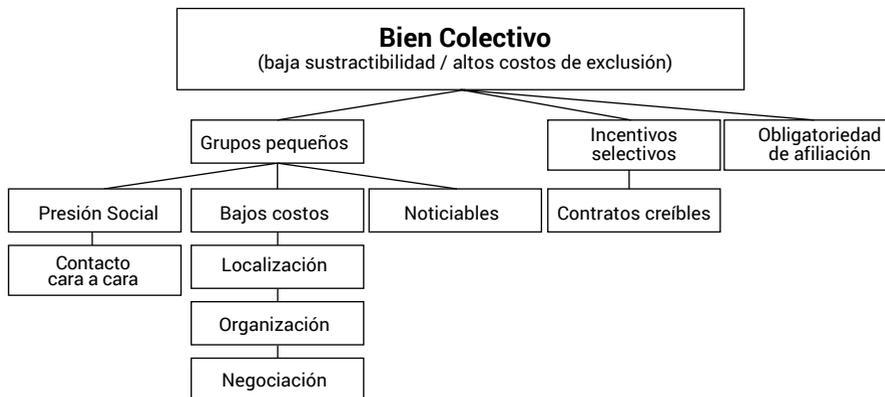 Bien Colectivo
(baja sustractibilidad / altos costos de exclusión)
Grupos pequeños
Incentivos
selectivos
Obligatoriedad
de afiliación
Presión Social
Bajos costos
Noticiables
Contratos creíbles
Contacto
cara a cara
Localización
Organización
Negociación